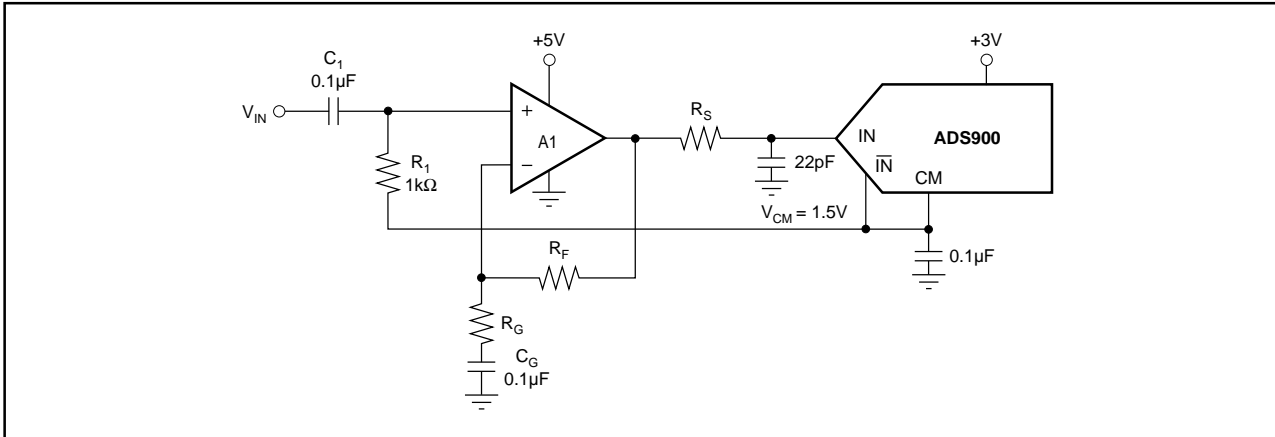 +5V
+3V
C1
0.1µF
VIN
+
A1
−
RS
IN
ADS900
IN
CM
R1
1kΩ
22pF
VCM = 1.5V
0.1µF
RF
RG
CG
0.1µF